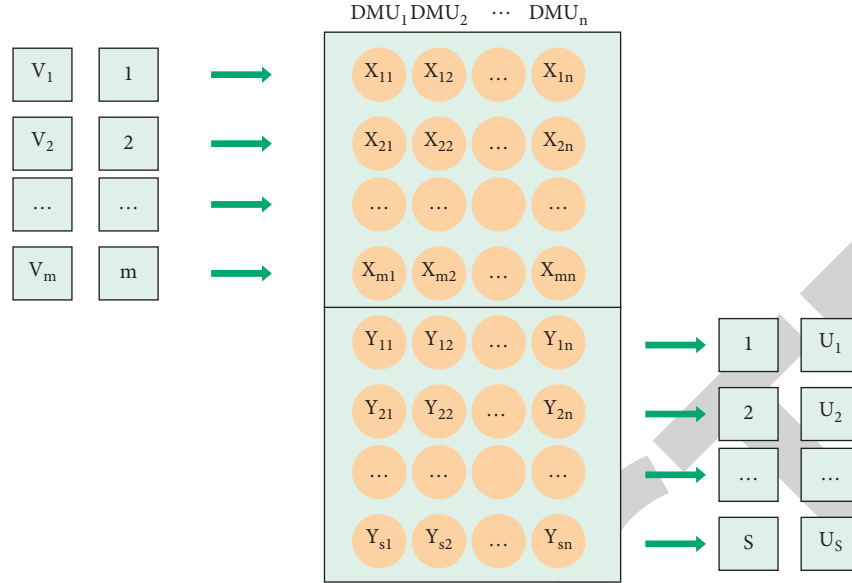 DMU₁ DMU₂ ⋯ DMUₙ
V₁ 1 X₁₁ X₁₂ … X₁ₙ
V₂ 2 X₂₁ X₂₂ … X₂ₙ
… … … … …
Vₘ m Xₘ₁ Xₘ₂ … Xₘₙ
Y₁₁ Y₁₂ … Y₁ₙ 1 U₁
Y₂₁ Y₂₂ … Y₂ₙ 2 U₂
… … … … …
Yₛ₁ Yₛ₂ … Yₛₙ S U_S